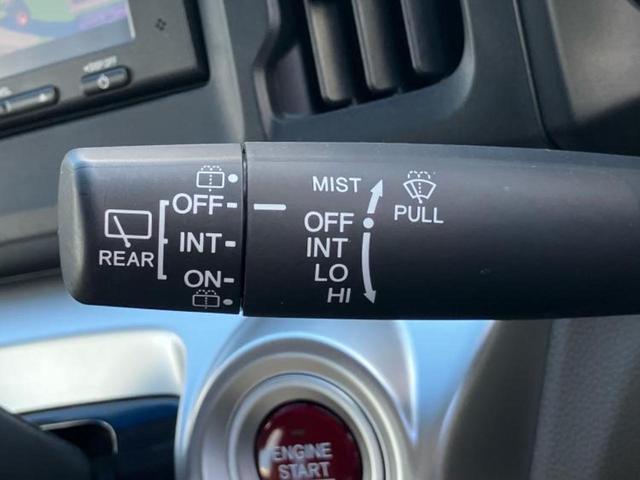 OFF
INT
ON
REAR
MIST
OFF
INT
LO
HI
PULL
ENGINE
START